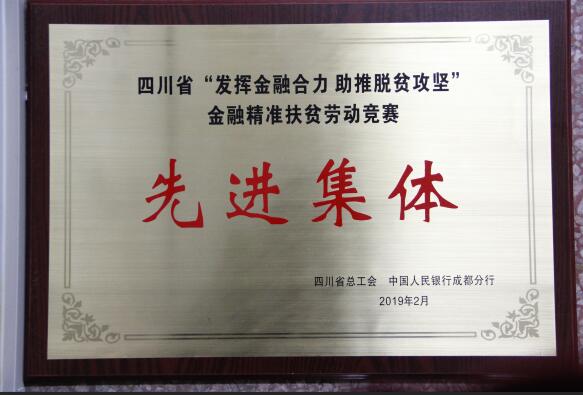 四川省“发挥金融合力 助推脱贫攻坚”
金融精准扶贫劳动竞赛
先进集体
四川省总工会 中国人民银行成都分行
2019年2月